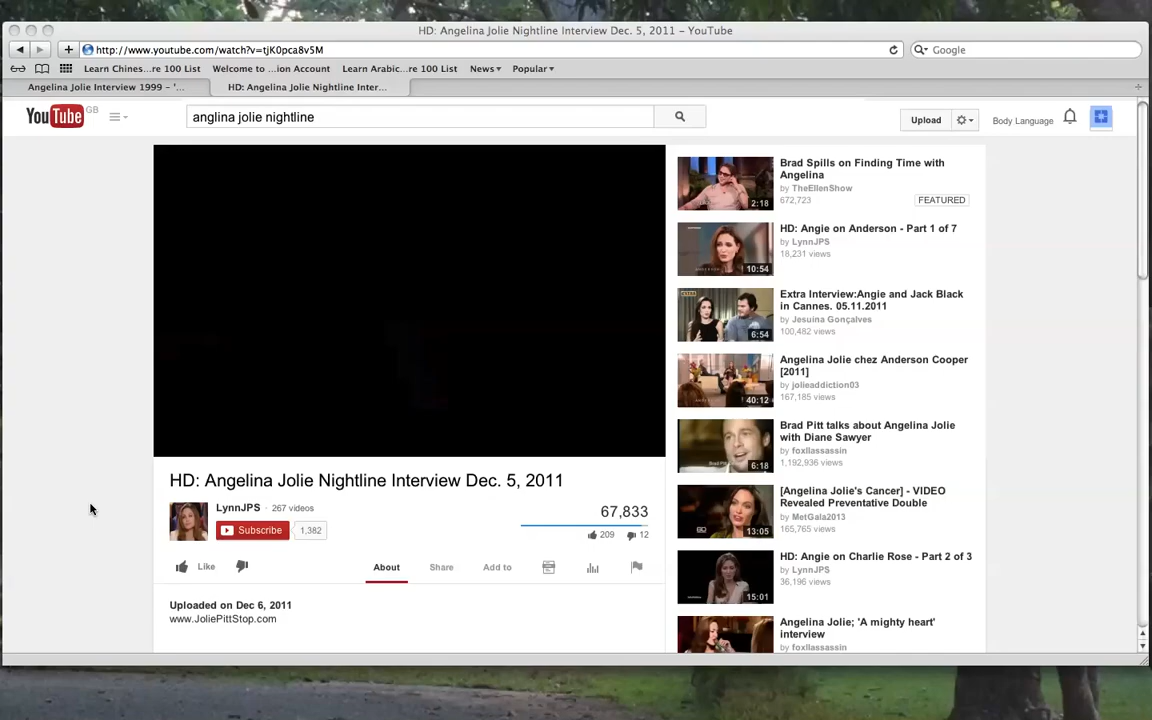 HD: Angelina Jolie Nightline Interview Dec. 5, 2011 – YouTube
http://www.youtube.com/watch?v=tjK0pca8v5M
Google
Learn Chines...re 100 List Welcome to ...ion Account Learn Arabic...re 100 List News Popular
Angelina Jolie Interview 1999 – '... HD: Angelina Jolie Nightline Inter...
YouTube GB
anglina jolie nightline
Upload
Body Language
Brad Spills on Finding Time with
Angelina
by TheEllenShow
672,723
FEATURED
2:18
HD: Angie on Anderson - Part 1 of 7
by LynnJPS
18,231 views
10:54
Extra Interview:Angie and Jack Black
in Cannes. 05.11.2011
by Jesuina Gonçalves
100,482 views
6:54
Angelina Jolie chez Anderson Cooper
[2011]
by jolieaddiction03
167,185 views
40:12
Brad Pitt talks about Angelina Jolie
with Diane Sawyer
by foxllassassin
1,192,936 views
6:18
[Angelina Jolie's Cancer] - VIDEO
Revealed Preventative Double
by MetGala2013
165,765 views
13:05
HD: Angie on Charlie Rose - Part 2 of 3
by LynnJPS
36,196 views
15:01
Angelina Jolie; 'A mighty heart'
interview
by foxllassassin
HD: Angelina Jolie Nightline Interview Dec. 5, 2011
LynnJPS · 267 videos
Subscribe 1,382
67,833
209 12
Like
About Share Add to
Uploaded on Dec 6, 2011
www.JoliePittStop.com